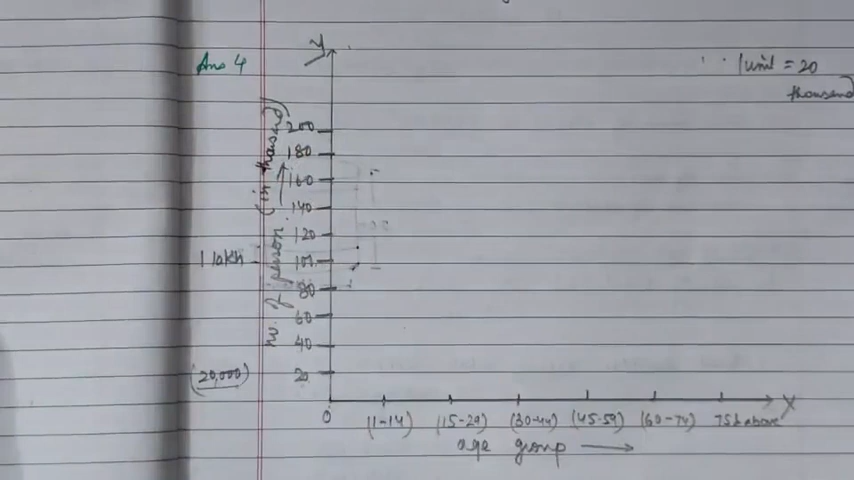 Ans 4
1 unit = 20
thousand
y
no. of person (in thousand)
200
180
160
140
120
1 lakh
100
80
60
40
(20,000)
20
0
(1-14) (15-29) (30-44) (45-59) (60-74) 75 & above
X
age group